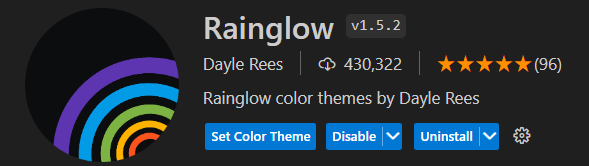 Rainglow v1.5.2
Dayle Rees 430,322 (96)
Rainglow color themes by Dayle Rees
Set Color Theme Disable Uninstall